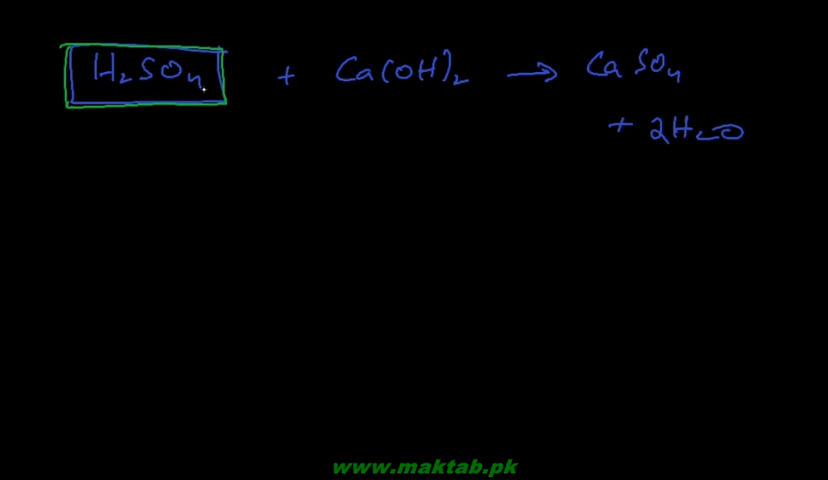 H₂SO₄ + Ca(OH)₂ → CaSO₄
+ 2H₂O
www.maktab.pk